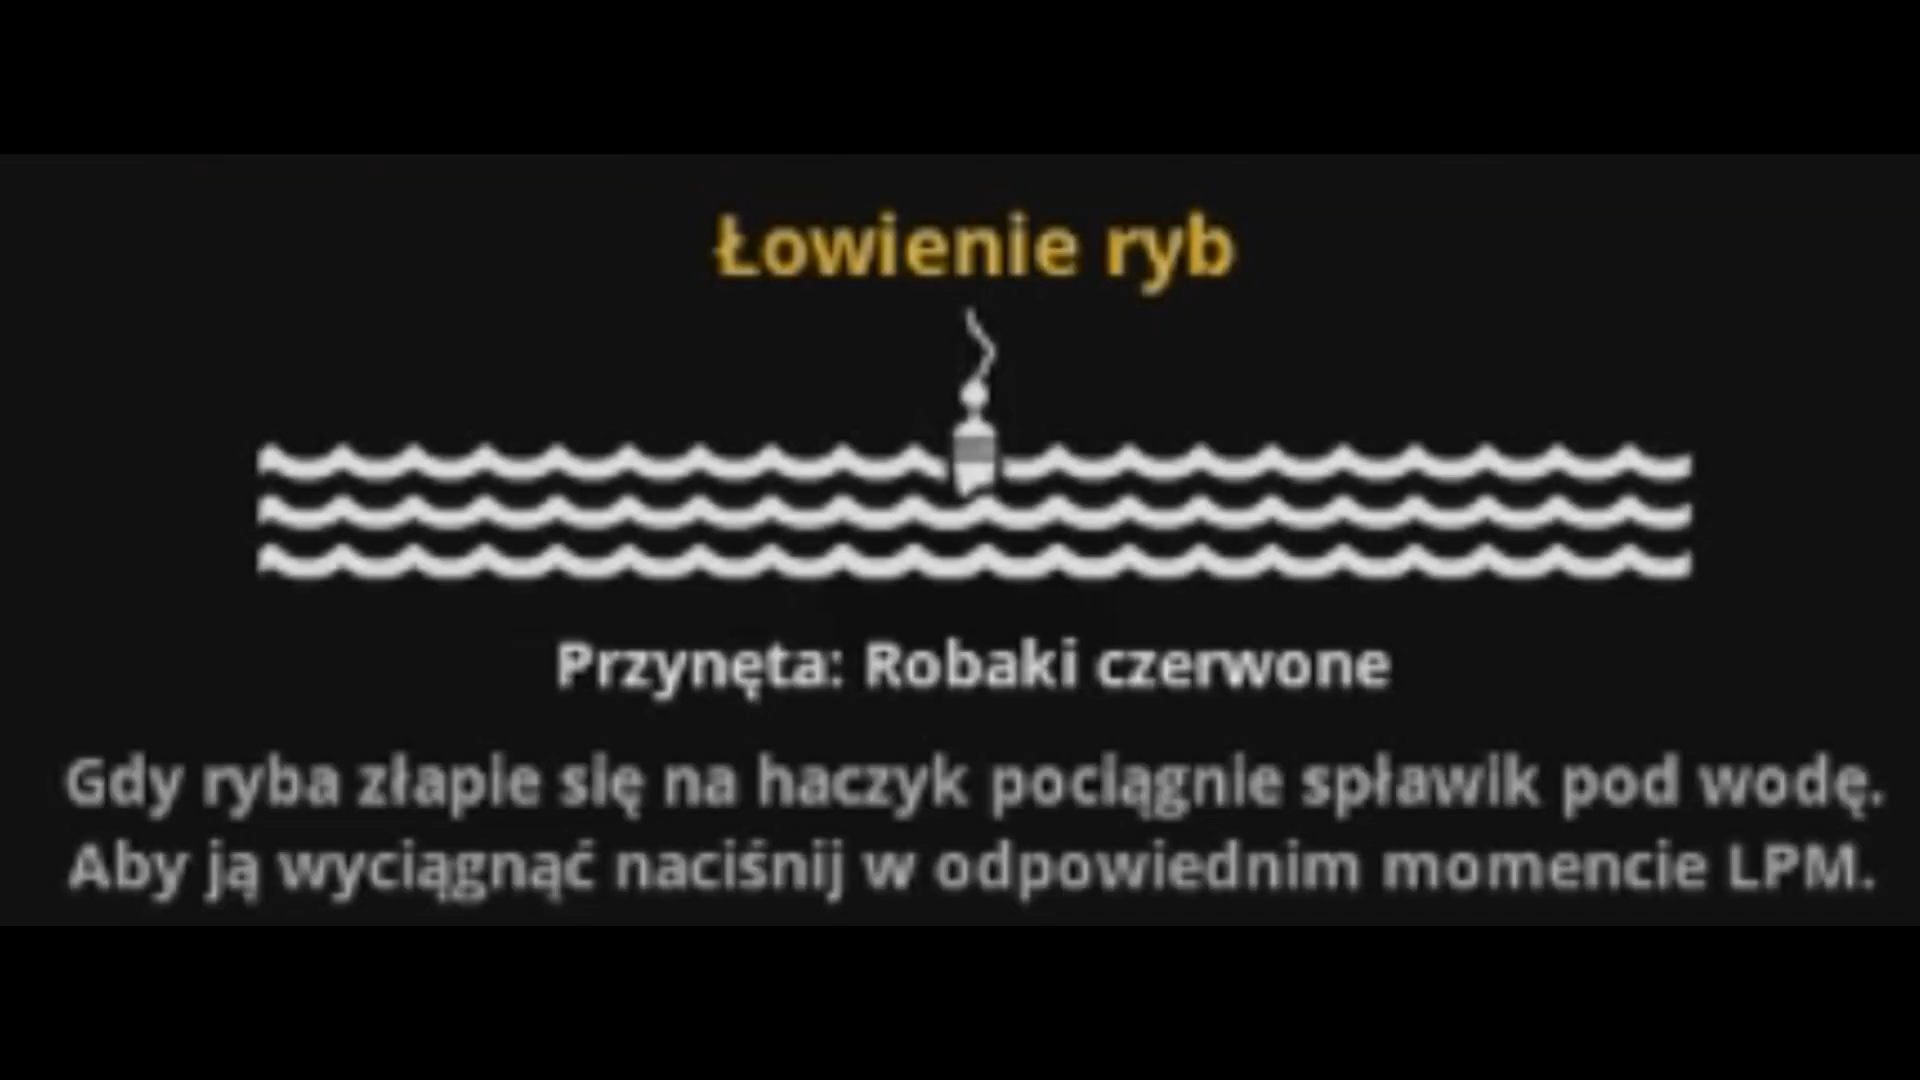 Łowienie ryb
Przynęta: Robaki czerwone
Gdy ryba złapie się na haczyk pociągnie spławik pod wodę.
Aby ją wyciągnąć naciśnij w odpowiednim momencie LPM.